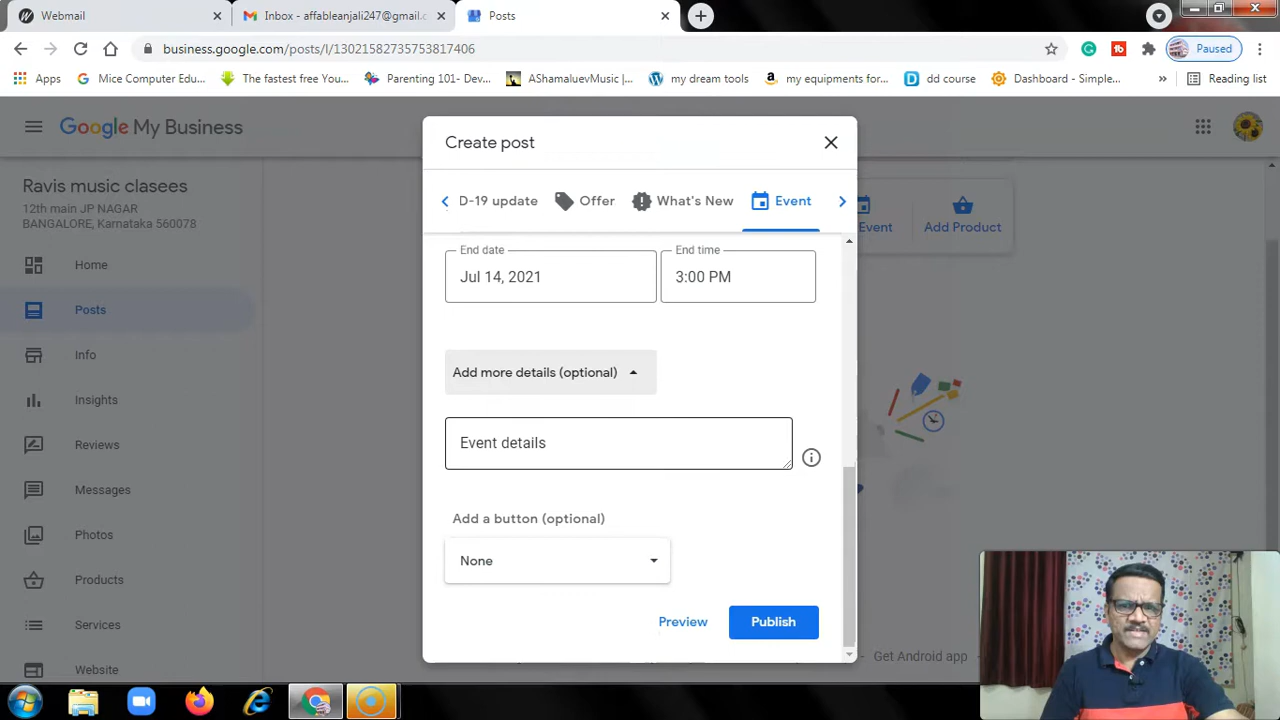 Webmail
Inbox - affableanjali247@gmail.c
Posts
business.google.com/posts/l/13021582735753817406
Paused
Apps
Mice Computer Edu...
The fastest free You...
Parenting 101- Dev...
AShamaluevMusic |...
my dream tools
my equipments for...
dd course
Dashboard - Simple...
»
Reading list
Google My Business
Ravis music clasees
12th main JP NAGAR
BANGALORE, Karnataka 560078
Home
Posts
Info
Insights
Reviews
Messages
Photos
Products
Services
Website
Create post
D-19 update
Offer
What's New
Event
End date
Jul 14, 2021
End time
3:00 PM
Add more details (optional)
Event details
Add a button (optional)
None
Preview
Publish
Event
Add Product
Get Android app